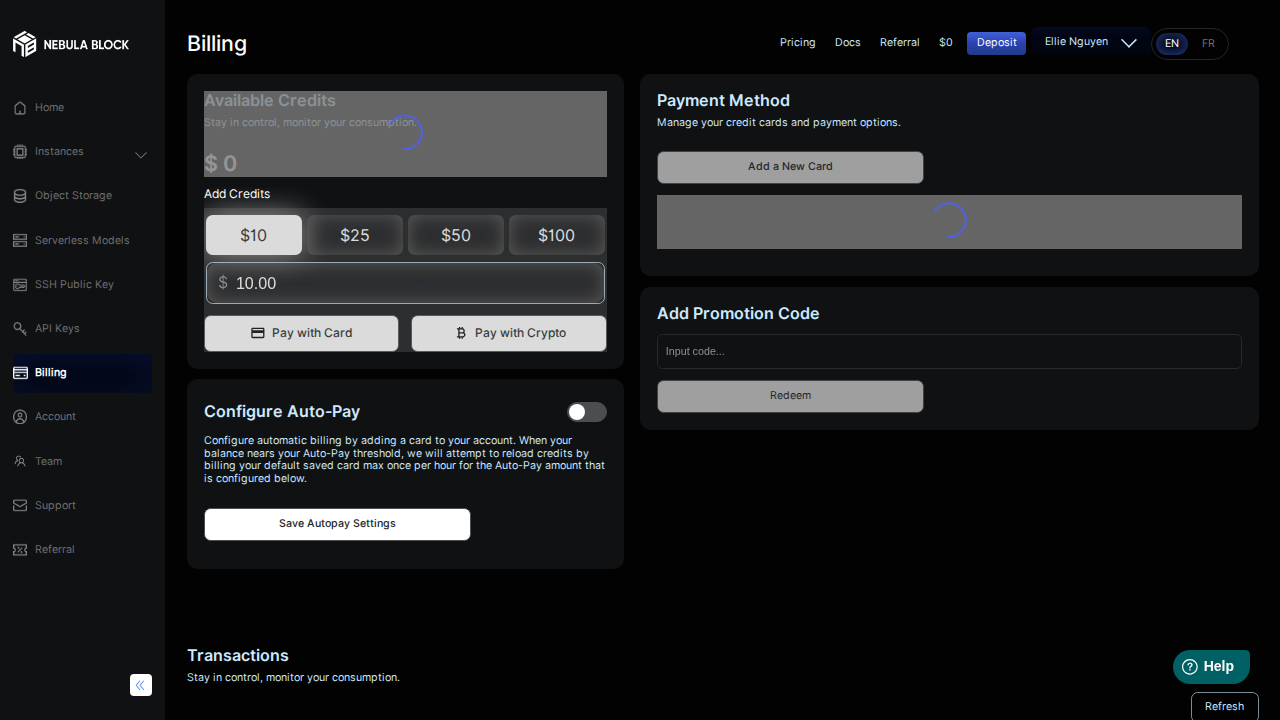 NEBULA BLOCK
Home
Instances
Object Storage
Serverless Models
SSH Public Key
API Keys
Billing
Account
Team
Support
Referral
Billing
Pricing
Docs
Referral
$0
Deposit
Ellie Nguyen
EN
FR
Available Credits
Stay in control, monitor your consumption.
$ 0
Add Credits
$10
$25
$50
$100
$ 10.00
Pay with Card
Pay with Crypto
Configure Auto-Pay
Configure automatic billing by adding a card to your account. When your
balance nears your Auto-Pay threshold, we will attempt to reload credits by
billing your default saved card max once per hour for the Auto-Pay amount that
is configured below.
Save Autopay Settings
Payment Method
Manage your credit cards and payment options.
Add a New Card
Add Promotion Code
Input code...
Redeem
Transactions
Stay in control, monitor your consumption.
Help
Refresh